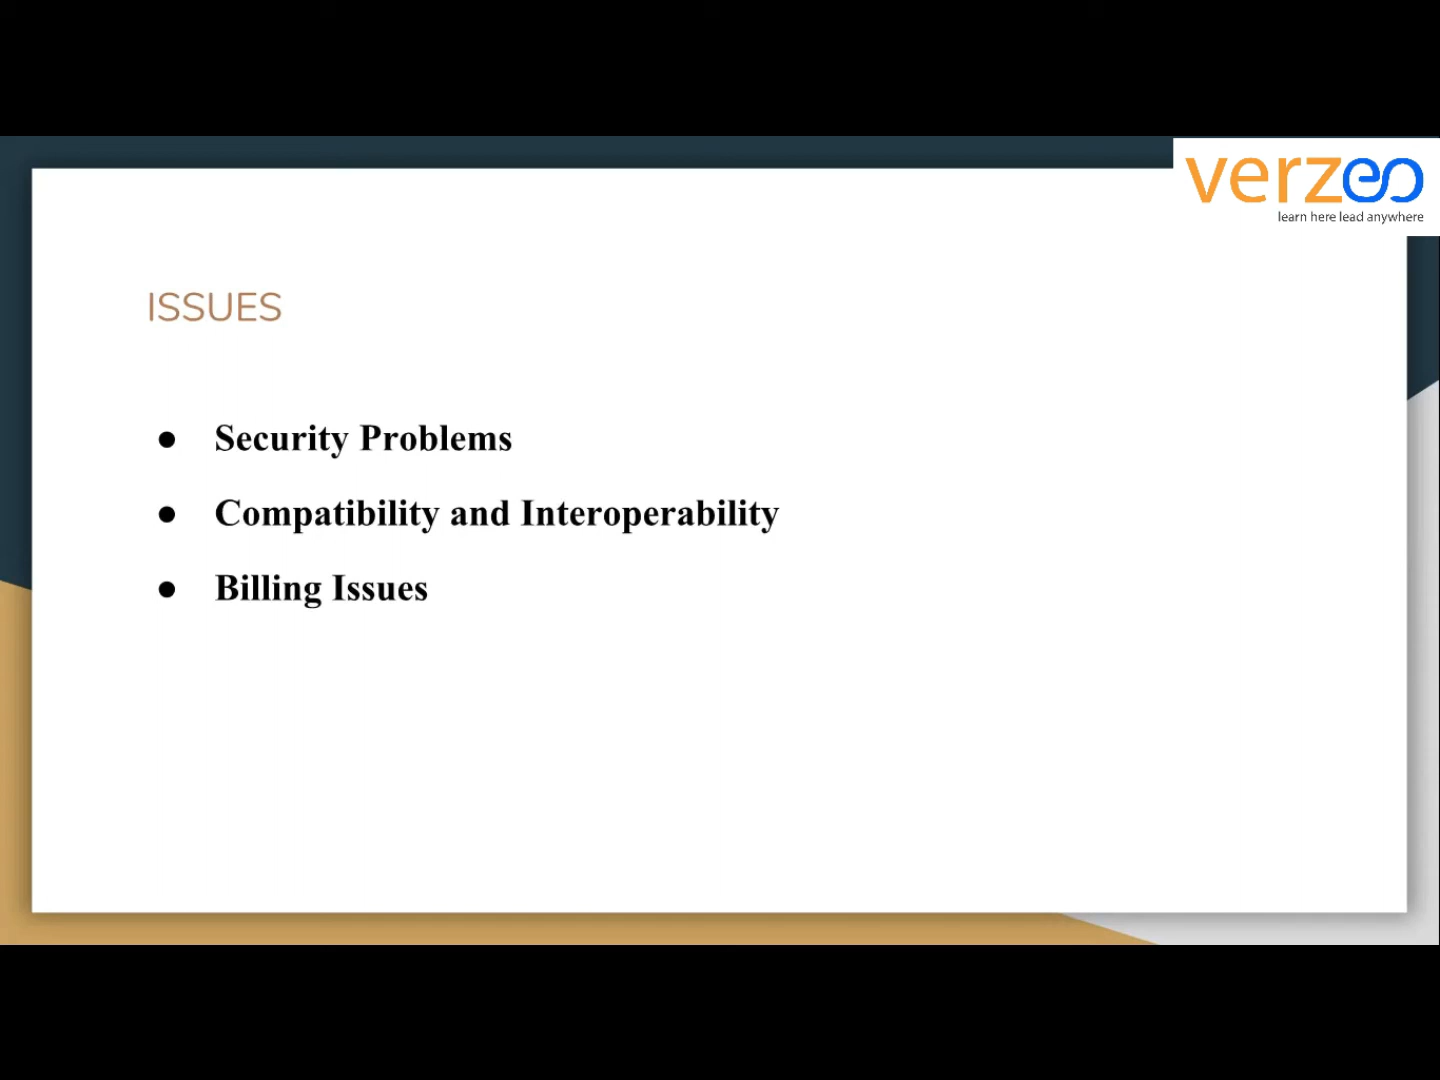 verzeo
learn here lead anywhere
ISSUES
● Security Problems
● Compatibility and Interoperability
● Billing Issues